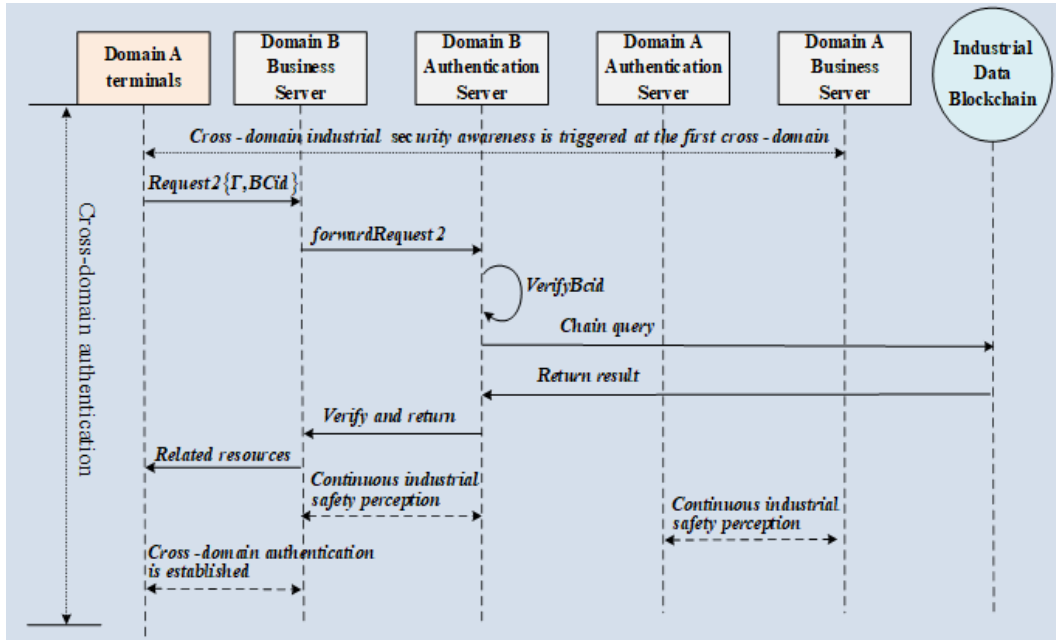 Domain A
terminals
Domain B
Business
Server
Domain B
Authentication
Server
Domain A
Authentication
Server
Domain A
Business
Server
Industrial
Data
Blockchain
Cross-domain industrial security awareness is triggered at the first cross-domain
Request2{Γ,BCid}
forwardRequest2
VerifyBcid
Chain query
Return result
Verify and return
Related resources
Continuous industrial
safety perception
Continuous industrial
safety perception
Cross-domain authentication
is established
Cross-domain authentication